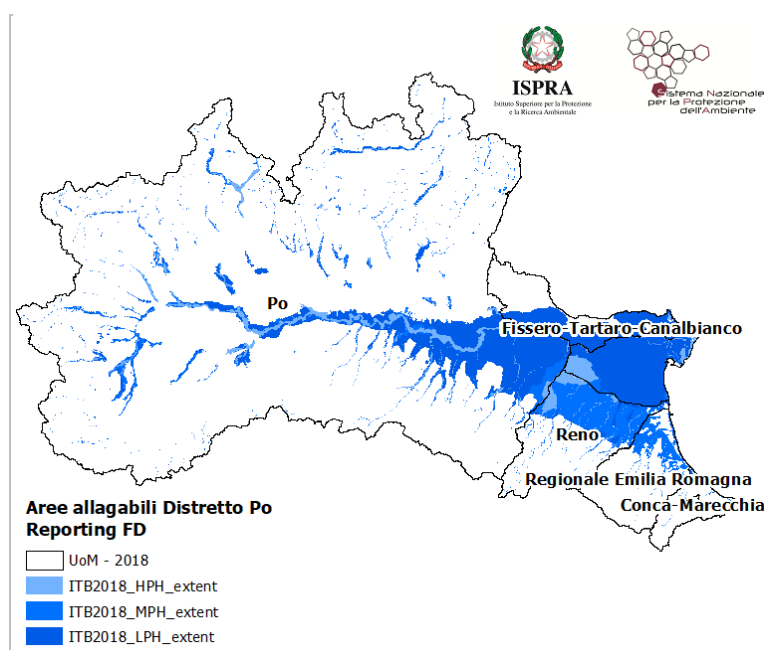 ISPRA
Istituto Superiore per la Protezione
e la Ricerca Ambientale
Sistema Nazionale
per la Protezione
dell'Ambiente
Po
Fissero-Tartaro-Canalbianco
Reno
Regionale Emilia Romagna
Conca-Marecchia
Aree allagabili Distretto Po
Reporting FD
UoM - 2018
ITB2018_HPH_extent
ITB2018_MPH_extent
ITB2018_LPH_extent